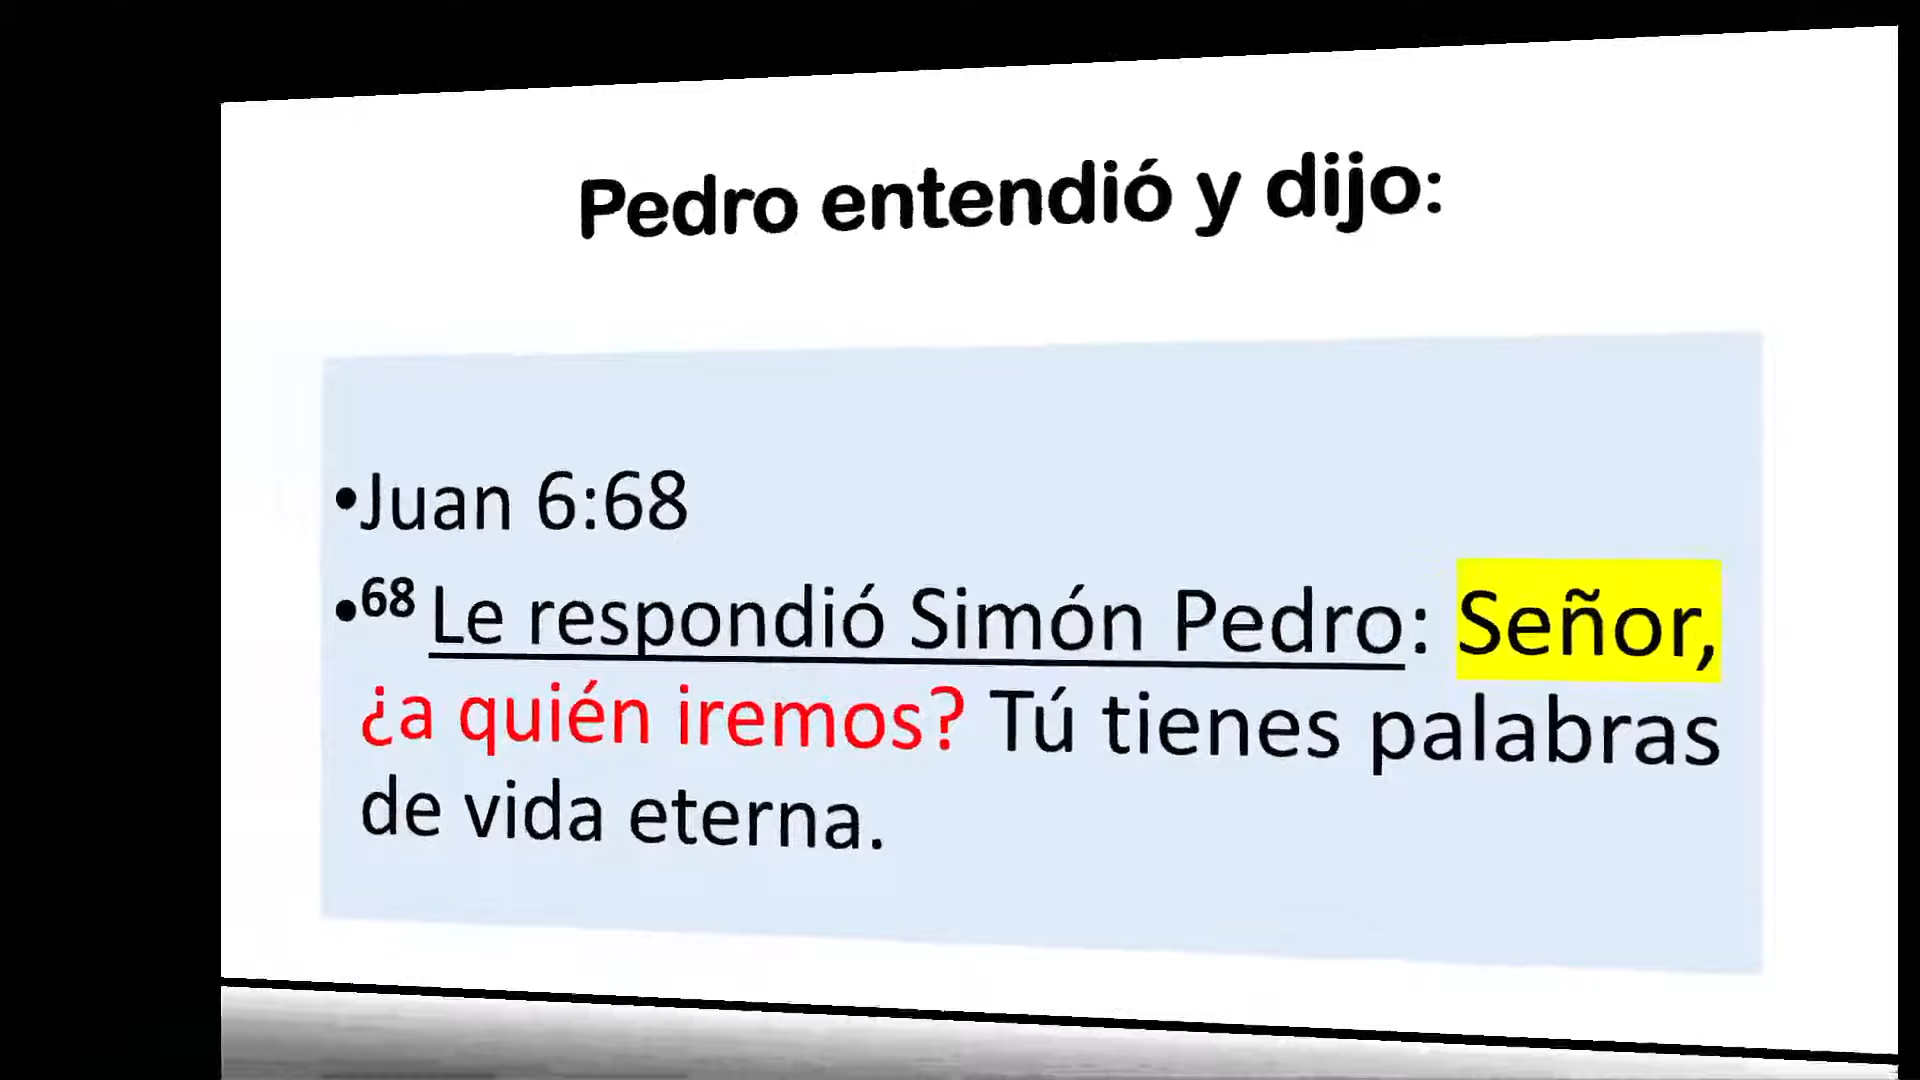 Pedro entendió y dijo:
•Juan 6:68
•68 Le respondió Simón Pedro: Señor,
¿a quién iremos? Tú tienes palabras
de vida eterna.